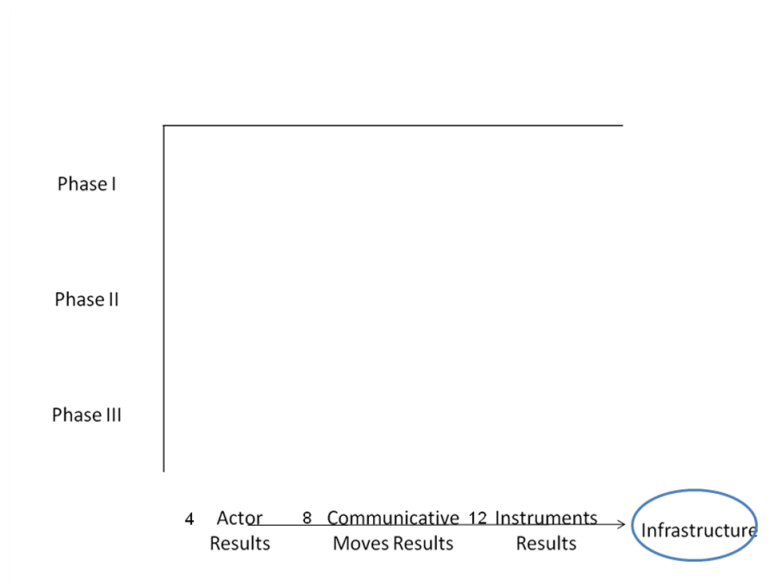 Phase I
Phase II
Phase III
4 Actor 8 Communicative 12 Instruments
Results Moves Results Results
Infrastructure